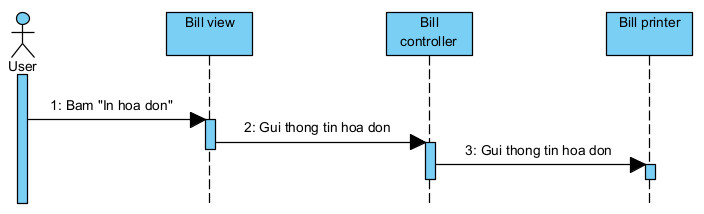 Bill view
Bill
controller
Bill printer
User
1: Bam "In hoa don"
2: Gui thong tin hoa don
3: Gui thong tin hoa don